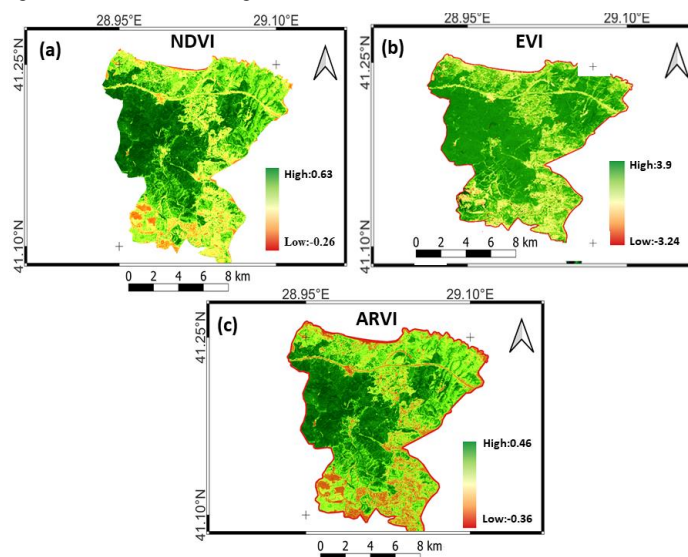 28.95°E 29.10°E
(a) NDVI
41.25°N
High:0.63
Low:-0.26
41.10°N
0 2 4 6 8 km
28.95°E 29.10°E
(b) EVI
41.25°N
High:3.9
Low:-3.24
41.10°N
0 2 4 6 8 km
28.95°E 29.10°E
(c) ARVI
41.25°N
High:0.46
Low:-0.36
41.10°N
0 2 4 6 8 km